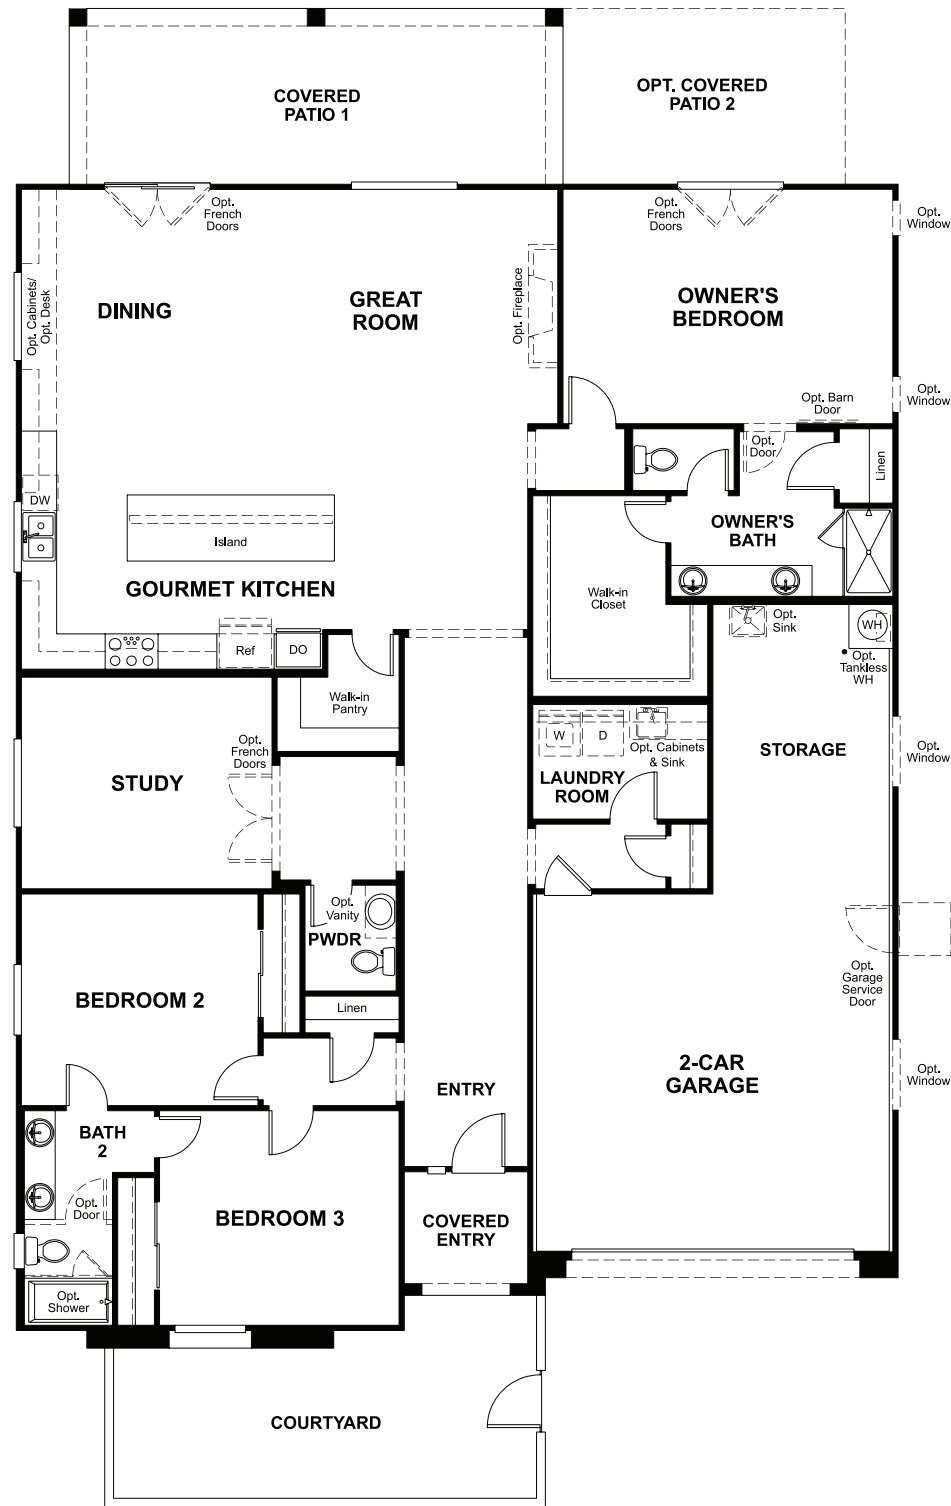 COVERED
PATIO 1
OPT. COVERED
PATIO 2
Opt.
French
Doors
Opt.
French
Doors
Opt.
Window
Opt. Cabinets/
Opt. Desk
DINING
GREAT
ROOM
Opt. Fireplace
OWNER'S
BEDROOM
Opt.
Window
Opt. Barn
Door
Opt.
Door
Linen
DW
Island
GOURMET KITCHEN
OWNER'S
BATH
Walk-in
Closet
Opt.
Sink
WH
Opt.
Tankless
WH
Ref
DO
Walk-in
Pantry
Opt.
French
Doors
STUDY
W
D
Opt. Cabinets
& Sink
LAUNDRY
ROOM
STORAGE
Opt.
Window
Opt.
Vanity
PWDR
Opt.
Garage
Service
Door
BEDROOM 2
Linen
2-CAR
GARAGE
ENTRY
Opt.
Window
BATH
2
Opt.
Door
BEDROOM 3
COVERED
ENTRY
Opt.
Shower
COURTYARD